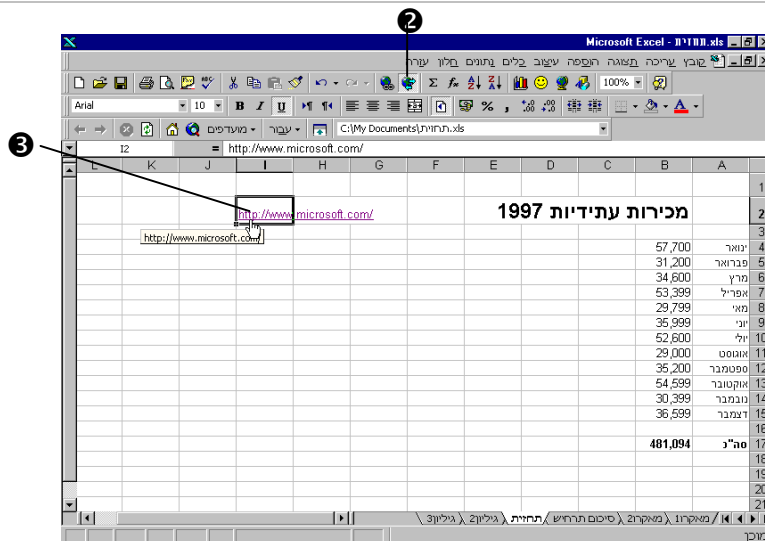 ❷
Microsoft Excel - תחזית.xls
קובץ עריכה תצוגה הוספה עיצוב כלים נתונים חלון עזרה
Arial 10 B I U 100%
C:\My Documents\תחזית.xls עבור מועדפים
❸
I2 = http://www.microsoft.com/
L K J I H G F E D C B A
1
http://www.microsoft.com/ מכירות עתידיות 1997 2
http://www.microsoft.com/ 3
ינואר 57,700 4
פברואר 31,200 5
מרץ 34,600 6
אפריל 53,399 7
מאי 29,799 8
יוני 35,999 9
יולי 52,600 10
אוגוסט 29,000 11
ספטמבר 35,200 12
אוקטובר 54,599 13
נובמבר 30,399 14
דצמבר 36,599 15
16
סה"כ 481,094 17
18
19
20
21
מאקרו1 מאקרו2 סיכום תרחיש תחזית גיליון2 גיליון3
מוכן